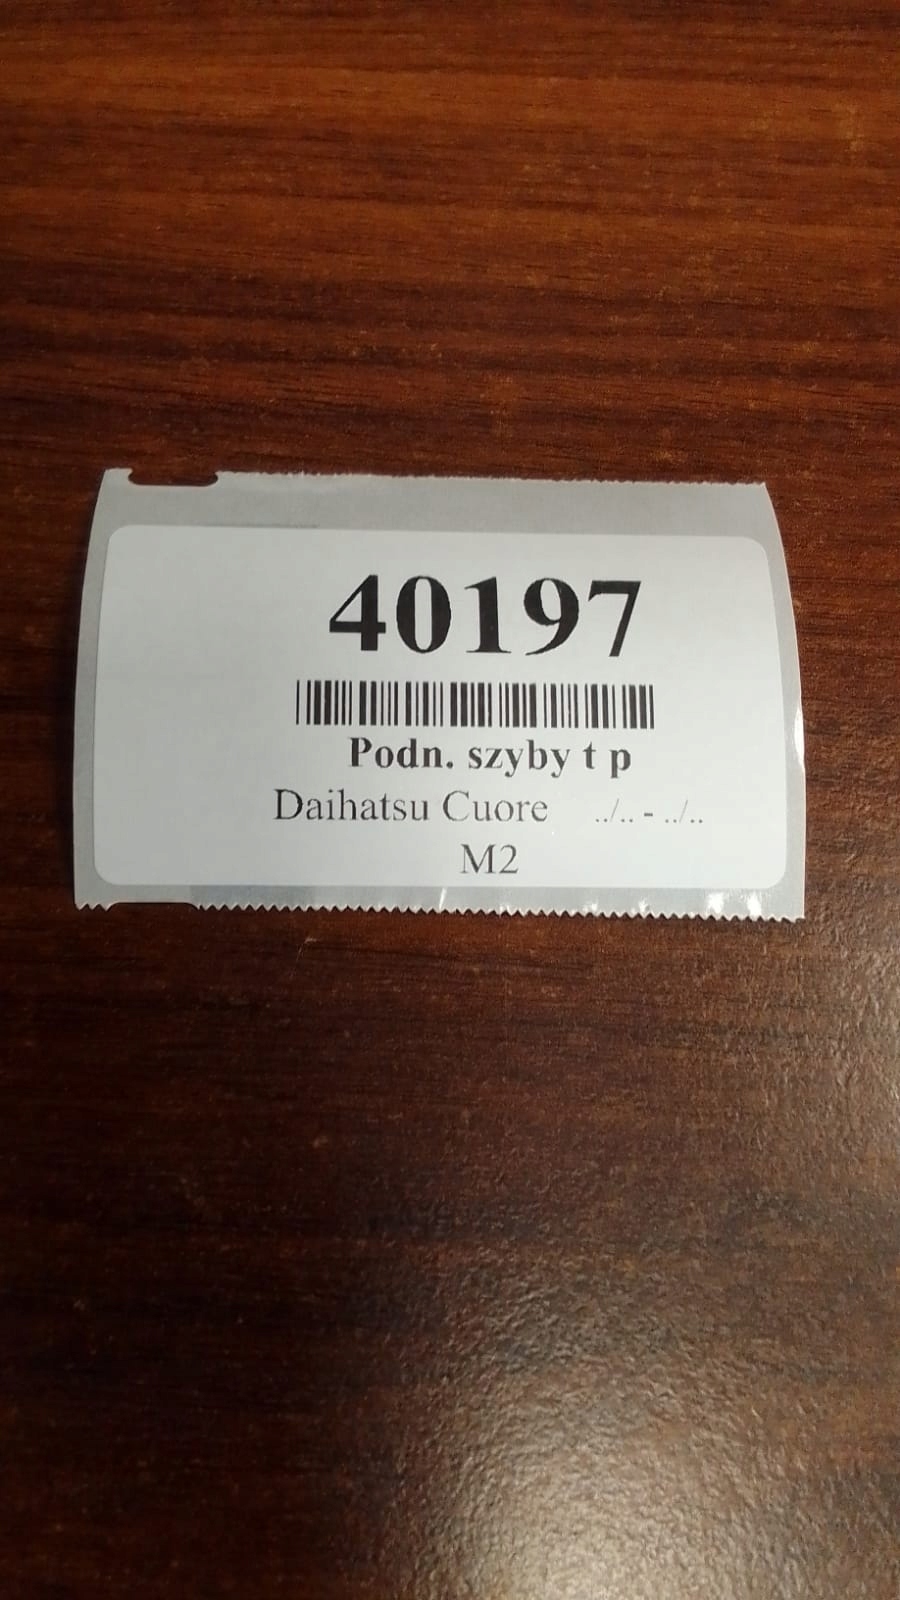 40197
Podn. szyby t p
Daihatsu Cuore ../.. - ../..
M2